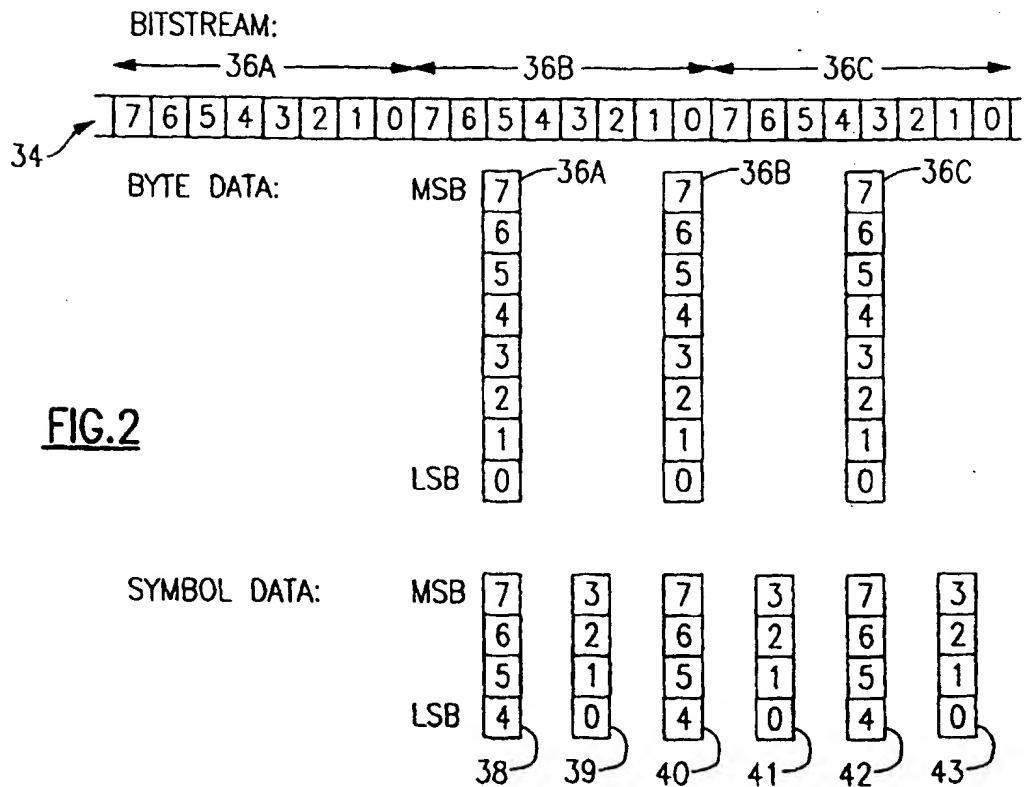 BITSTREAM:
36A 36B 36C
7 6 5 4 3 2 1 0 7 6 5 4 3 2 1 0 7 6 5 4 3 2 1 0
34
BYTE DATA: MSB 7 36A 7 36B 7 36C
6 6 6
5 5 5
4 4 4
3 3 3
2 2 2
FIG.2
1 1 1
LSB 0 0 0
SYMBOL DATA: MSB 7 3 7 3 7 3
6 2 6 2 6 2
5 1 5 1 5 1
LSB 4 0 4 0 4 0
38 39 40 41 42 43